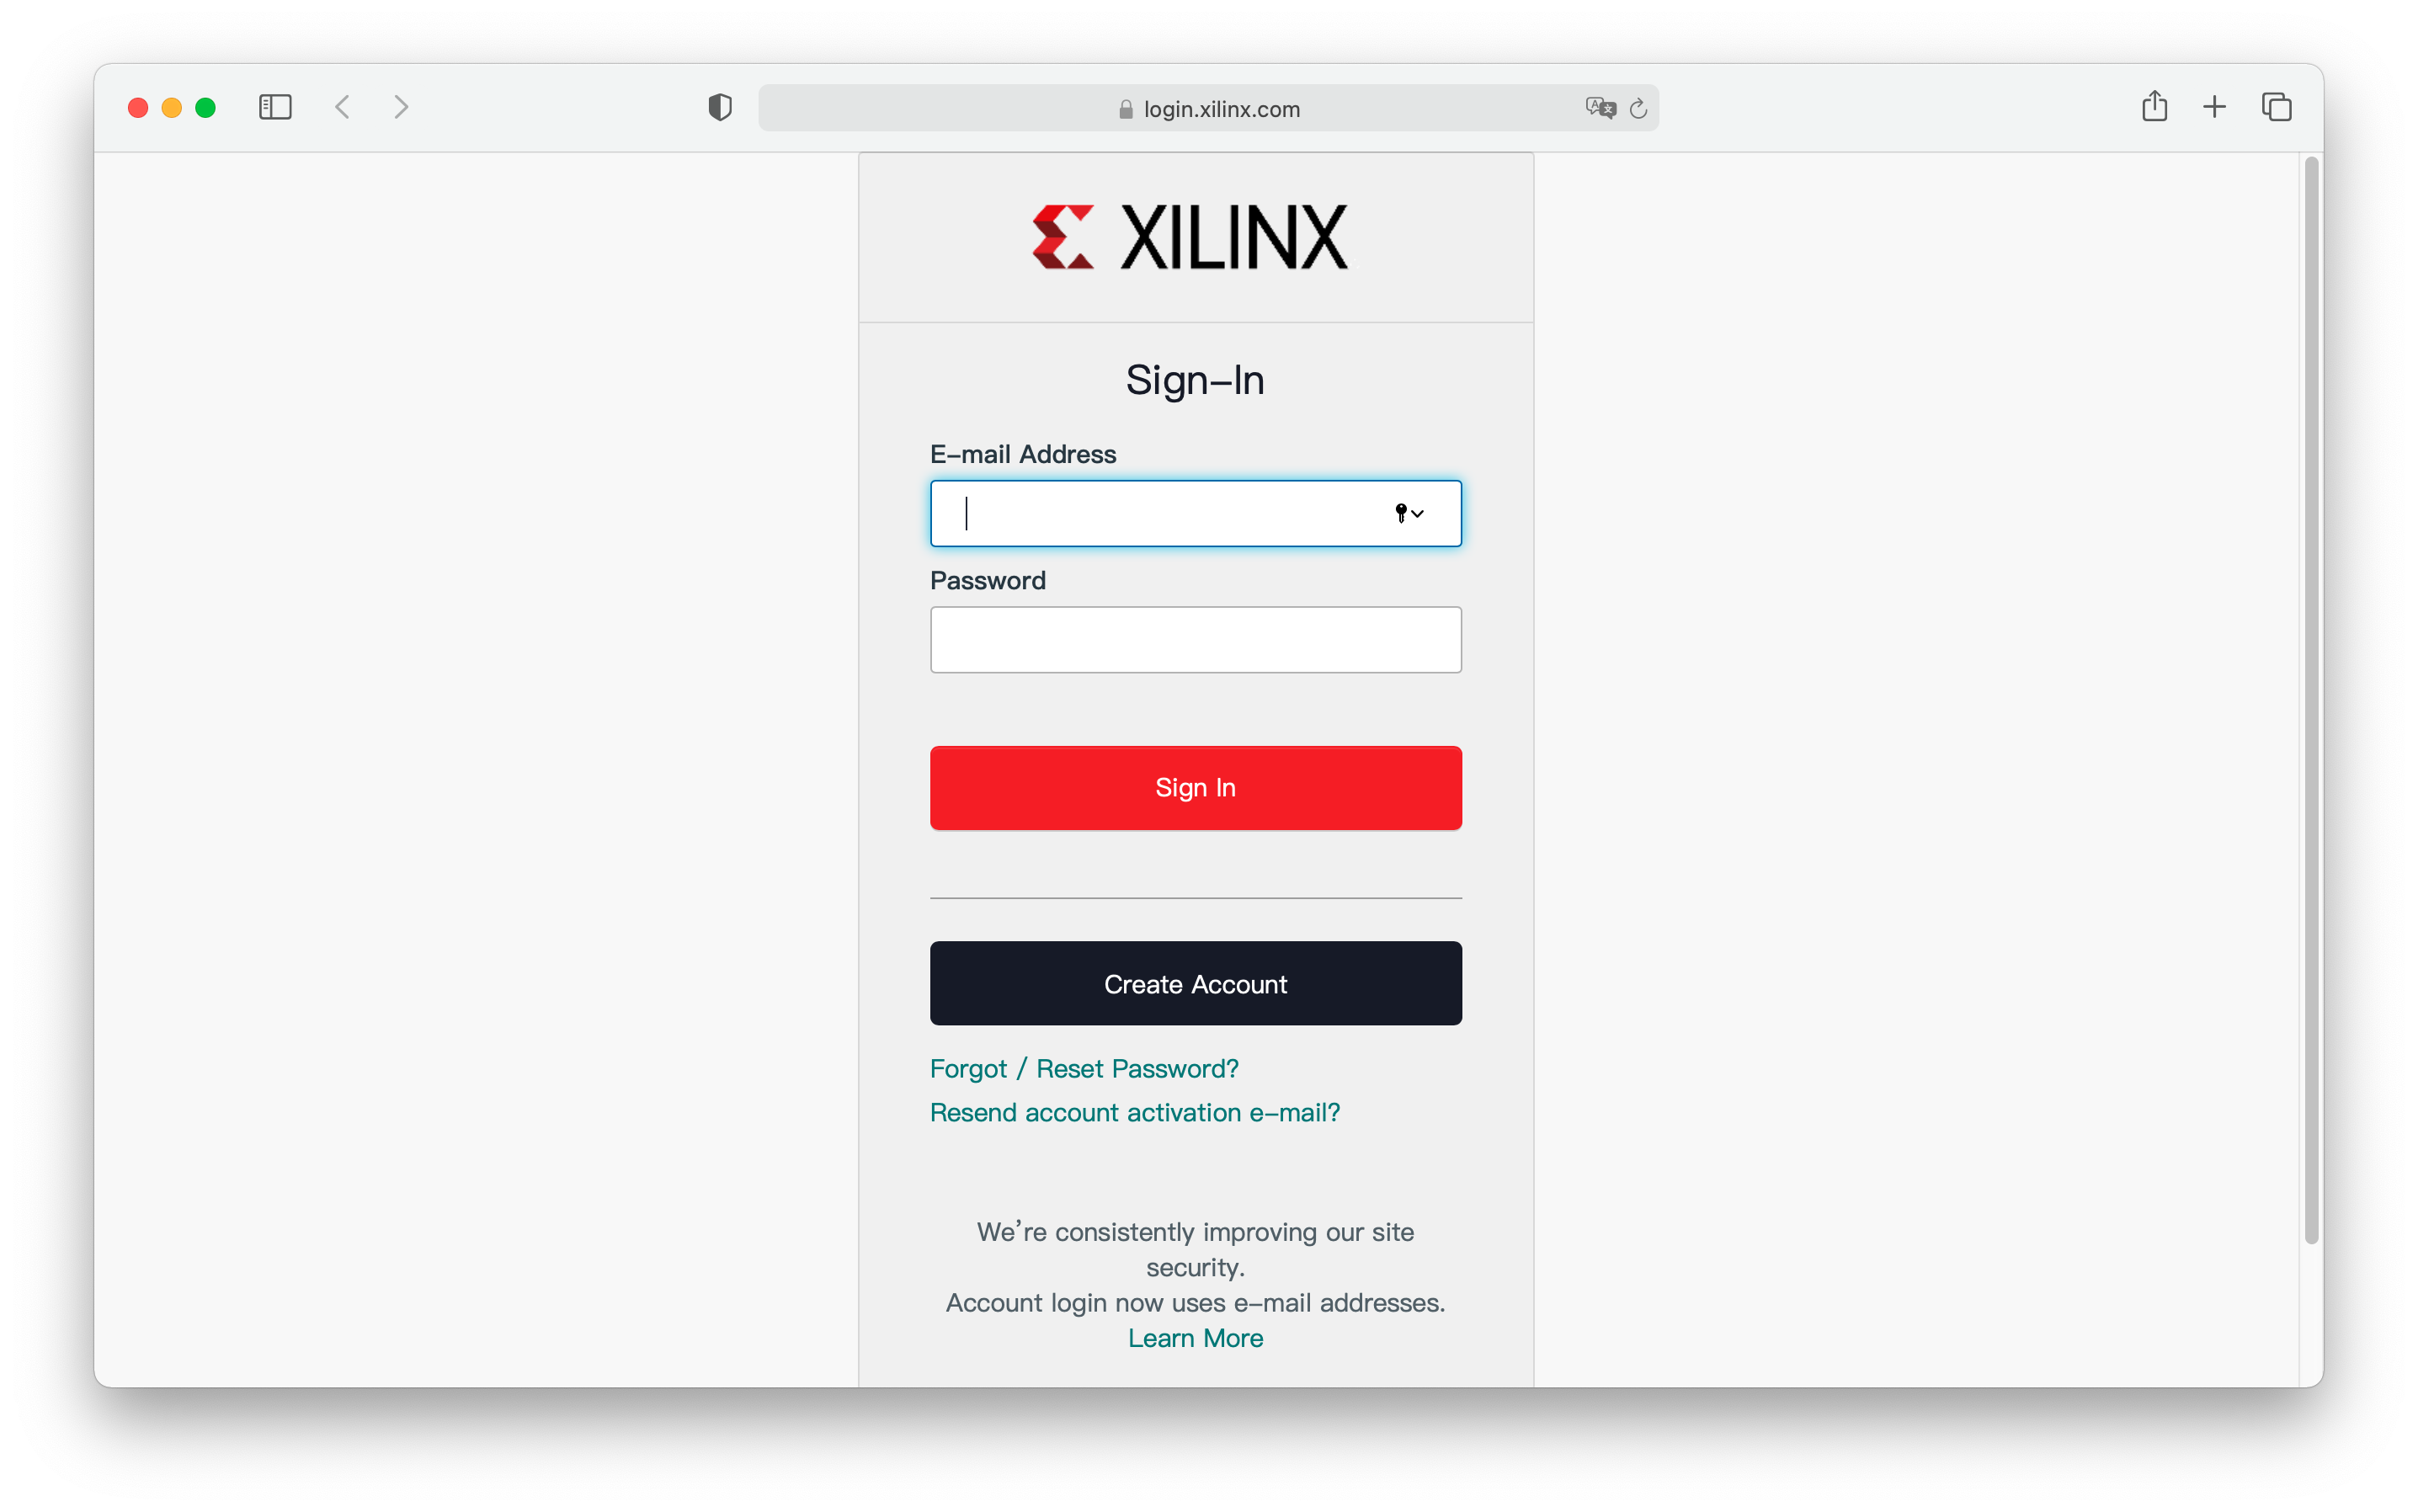 login.xilinx.com
XILINX
Sign-In
E-mail Address
Password
Sign In
Create Account
Forgot / Reset Password?
Resend account activation e-mail?
We're consistently improving our site
security.
Account login now uses e-mail addresses.
Learn More